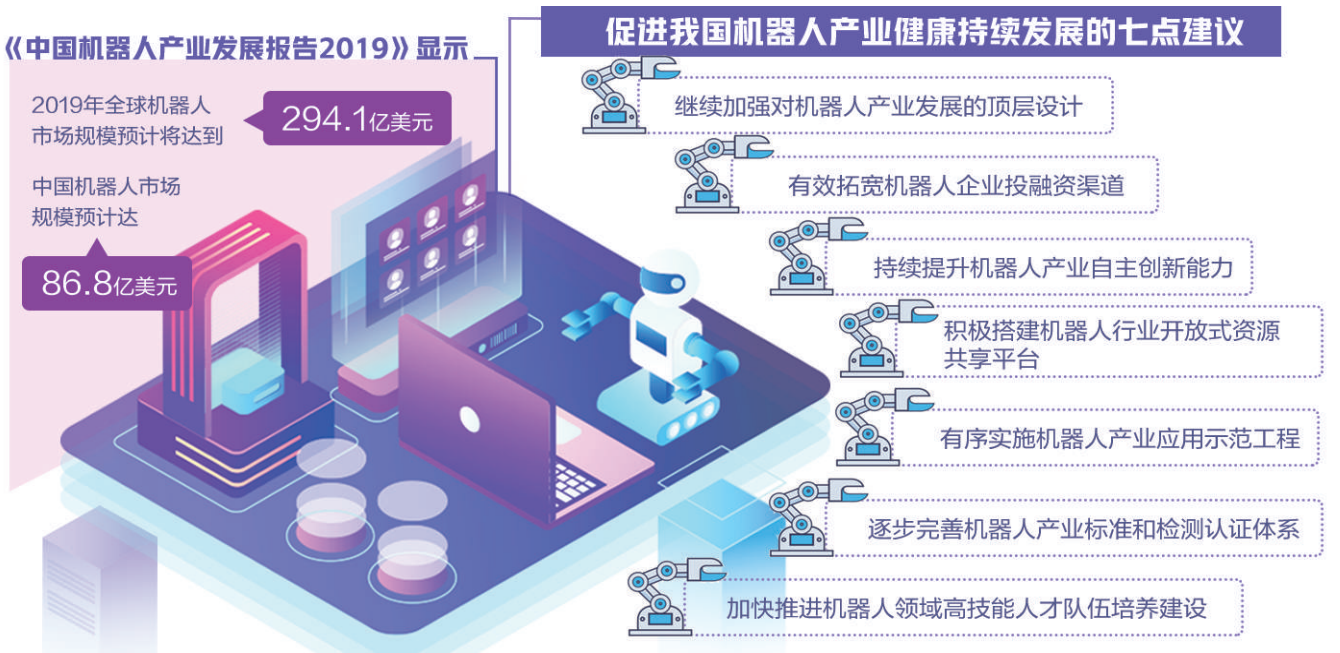 《中国机器人产业发展报告2019》显示
2019年全球机器人
市场规模预计将达到
294.1亿美元
中国机器人市场
规模预计达
86.8亿美元
促进我国机器人产业健康持续发展的七点建议
继续加强对机器人产业发展的顶层设计
有效拓宽机器人企业投融资渠道
持续提升机器人产业自主创新能力
积极搭建机器人行业开放式资源
共享平台
有序实施机器人产业应用示范工程
逐步完善机器人产业标准和检测认证体系
加快推进机器人领域高技能人才队伍培养建设